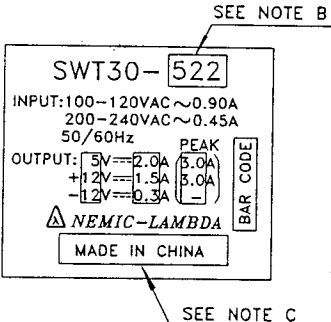 SEE NOTE B
SWT30-522
INPUT:100-120VAC~0.90A
200-240VAC~0.45A
50/60Hz
PEAK
OUTPUT: 5V⎓2.0A (3.0A)
+12V⎓1.5A (3.0A)
-12V⎓0.3A ( - )
BAR CODE
NEMIC-LAMBDA
MADE IN CHINA
SEE NOTE C